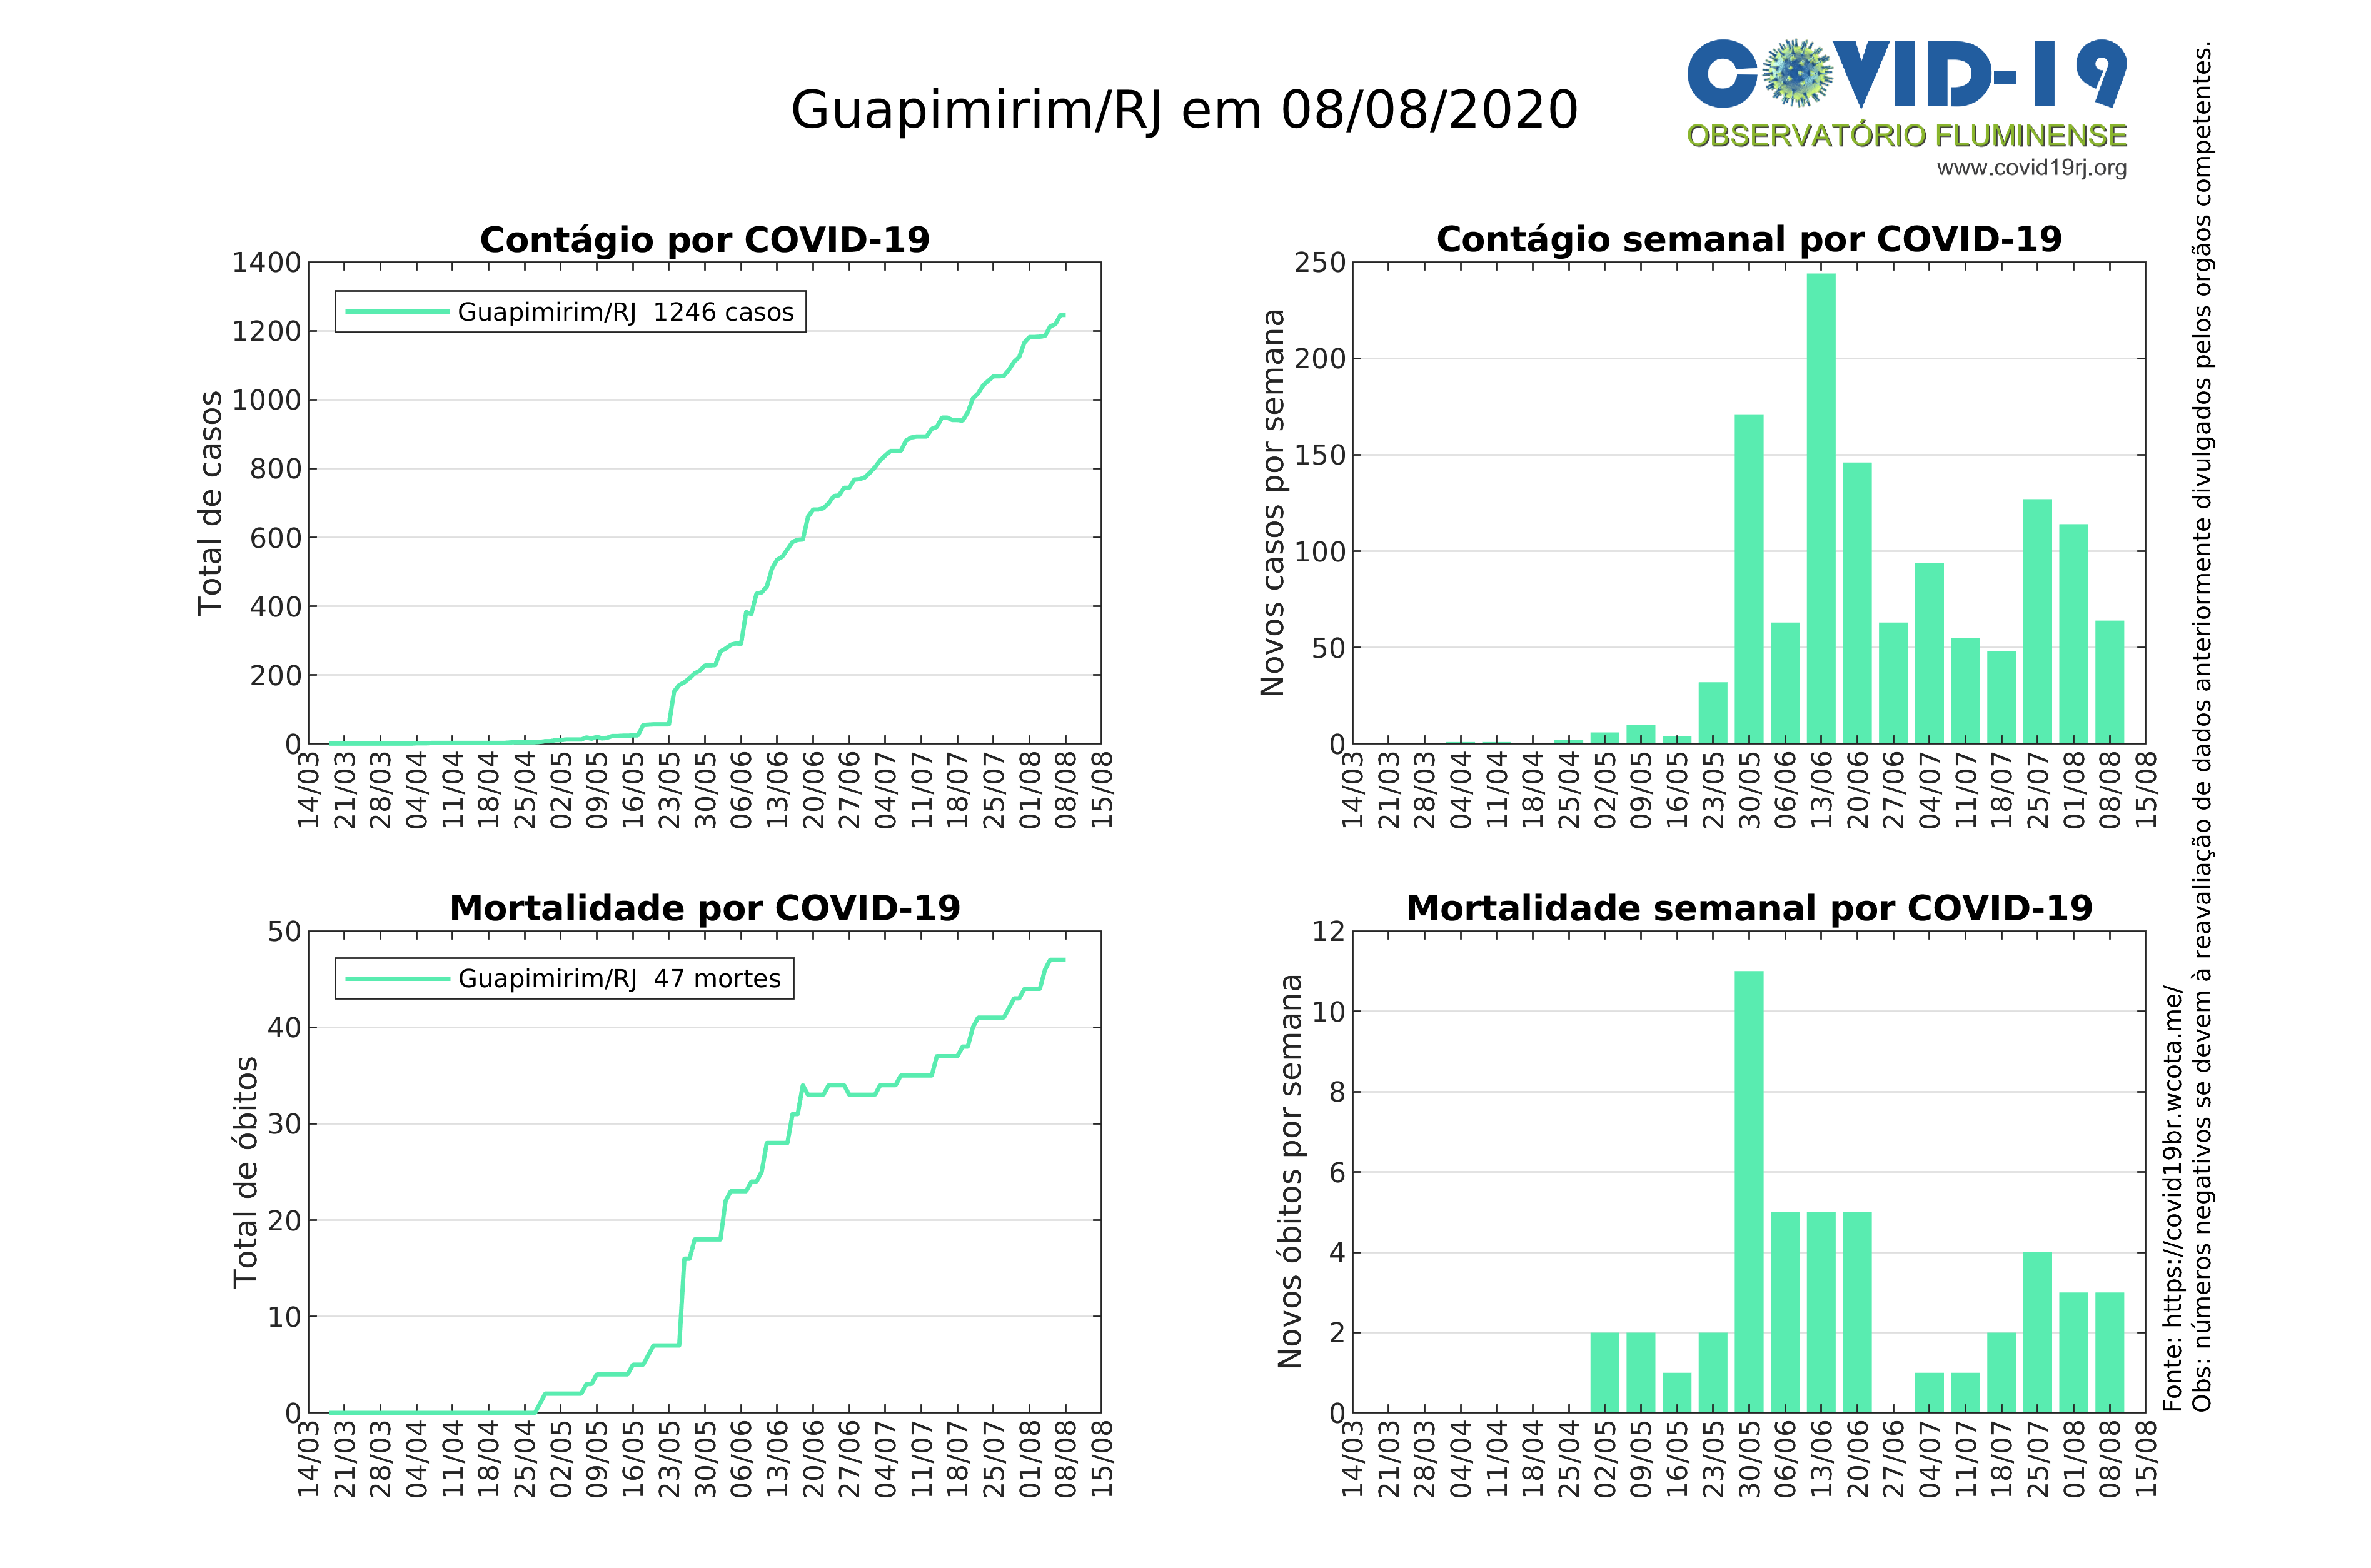 Guapimirim/RJ em 08/08/2020
COVID-19
OBSERVATÓRIO FLUMINENSE
www.covid19rj.org
Contágio por COVID-19
Total de casos
1400
1200
1000
800
600
400
200
0
Guapimirim/RJ 1246 casos
14/03 21/03 28/03 04/04 11/04 18/04 25/04 02/05 09/05 16/05 23/05 30/05 06/06 13/06 20/06 27/06 04/07 11/07 18/07 25/07 01/08 08/08 15/08
Contágio semanal por COVID-19
Novos casos por semana
250
200
150
100
50
0
14/03 21/03 28/03 04/04 11/04 18/04 25/04 02/05 09/05 16/05 23/05 30/05 06/06 13/06 20/06 27/06 04/07 11/07 18/07 25/07 01/08 08/08 15/08
Mortalidade por COVID-19
Total de óbitos
50
40
30
20
10
0
Guapimirim/RJ 47 mortes
14/03 21/03 28/03 04/04 11/04 18/04 25/04 02/05 09/05 16/05 23/05 30/05 06/06 13/06 20/06 27/06 04/07 11/07 18/07 25/07 01/08 08/08 15/08
Mortalidade semanal por COVID-19
Novos óbitos por semana
12
10
8
6
4
2
0
14/03 21/03 28/03 04/04 11/04 18/04 25/04 02/05 09/05 16/05 23/05 30/05 06/06 13/06 20/06 27/06 04/07 11/07 18/07 25/07 01/08 08/08 15/08
Fonte: https://covid19br.wcota.me/
Obs: números negativos se devem à reavaliação de dados anteriormente divulgados pelos orgãos competentes.